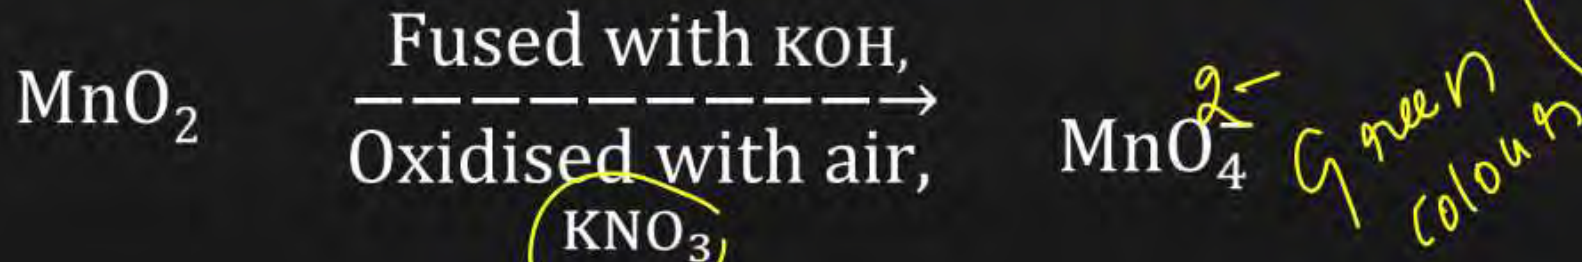 Fused with KOH,
MnO₂ ----------→ MnO₄⁻ 2- Green colour
Oxidised with air,
KNO₃,